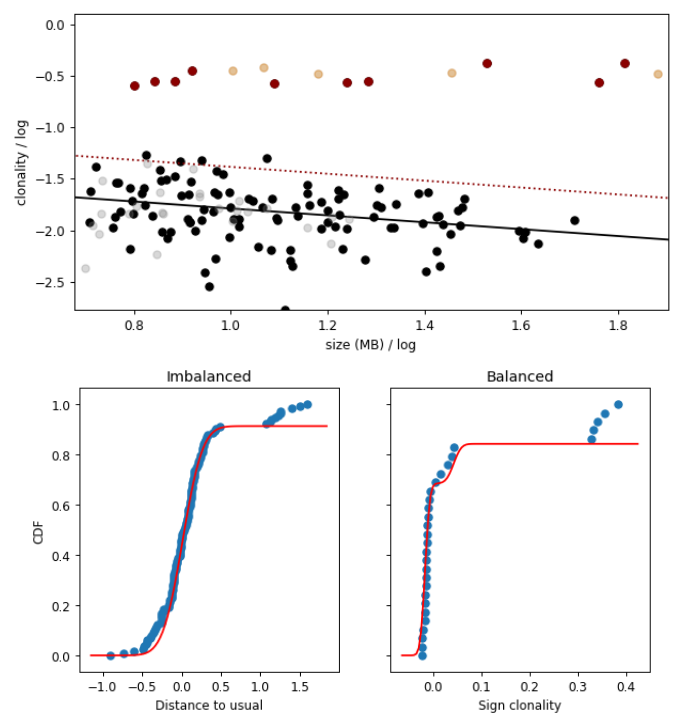 0.0
−0.5
−1.0
−1.5
−2.0
−2.5
clonality / log
0.8 1.0 1.2 1.4 1.6 1.8
size (MB) / log
Imbalanced
1.0
0.8
0.6
0.4
0.2
0.0
CDF
−1.0 −0.5 0.0 0.5 1.0 1.5
Distance to usual
Balanced
0.0 0.1 0.2 0.3 0.4
Sign clonality